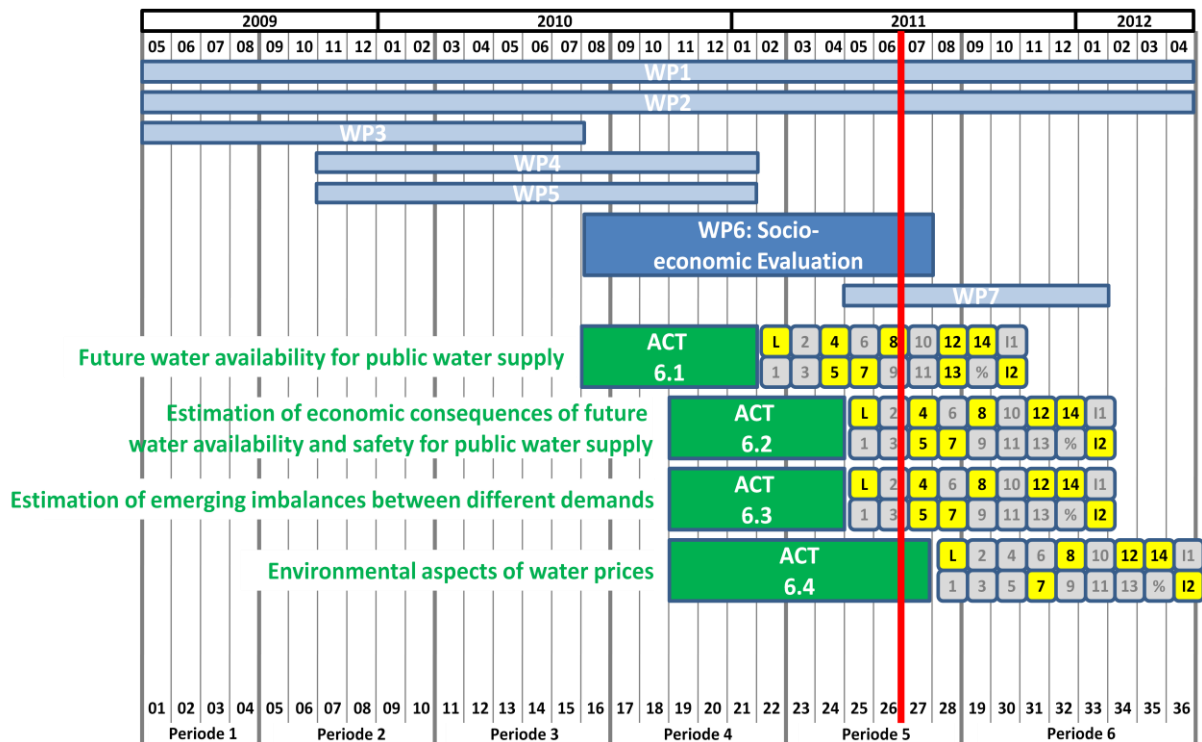 2009 2010 2011 2012
05 06 07 08 09 10 11 12 01 02 03 04 05 06 07 08 09 10 11 12 01 02 03 04 05 06 07 08 09 10 11 12 01 02 03 04
WP1
WP2
WP3
WP4
WP5
WP6: Socio-
economic Evaluation
WP7
Future water availability for public water supply
ACT
6.1
L 2 4 6 8 10 12 14 I1
1 3 5 7 9 11 13 % I2
Estimation of economic consequences of future
water availability and safety for public water supply
ACT
6.2
L 2 4 6 8 10 12 14 I1
1 3 5 7 9 11 13 % I2
Estimation of emerging imbalances between different demands
ACT
6.3
L 2 4 6 8 10 12 14 I1
1 3 5 7 9 11 13 % I2
Environmental aspects of water prices
ACT
6.4
L 2 4 6 8 10 12 14 I1
1 3 5 7 9 11 13 % I2
01 02 03 04 05 06 09 10 11 12 13 14 15 16 17 18 19 20 21 22 23 24 25 26 27 28 19 30 31 32 33 34 35 36
Periode 1 Periode 2 Periode 3 Periode 4 Periode 5 Periode 6